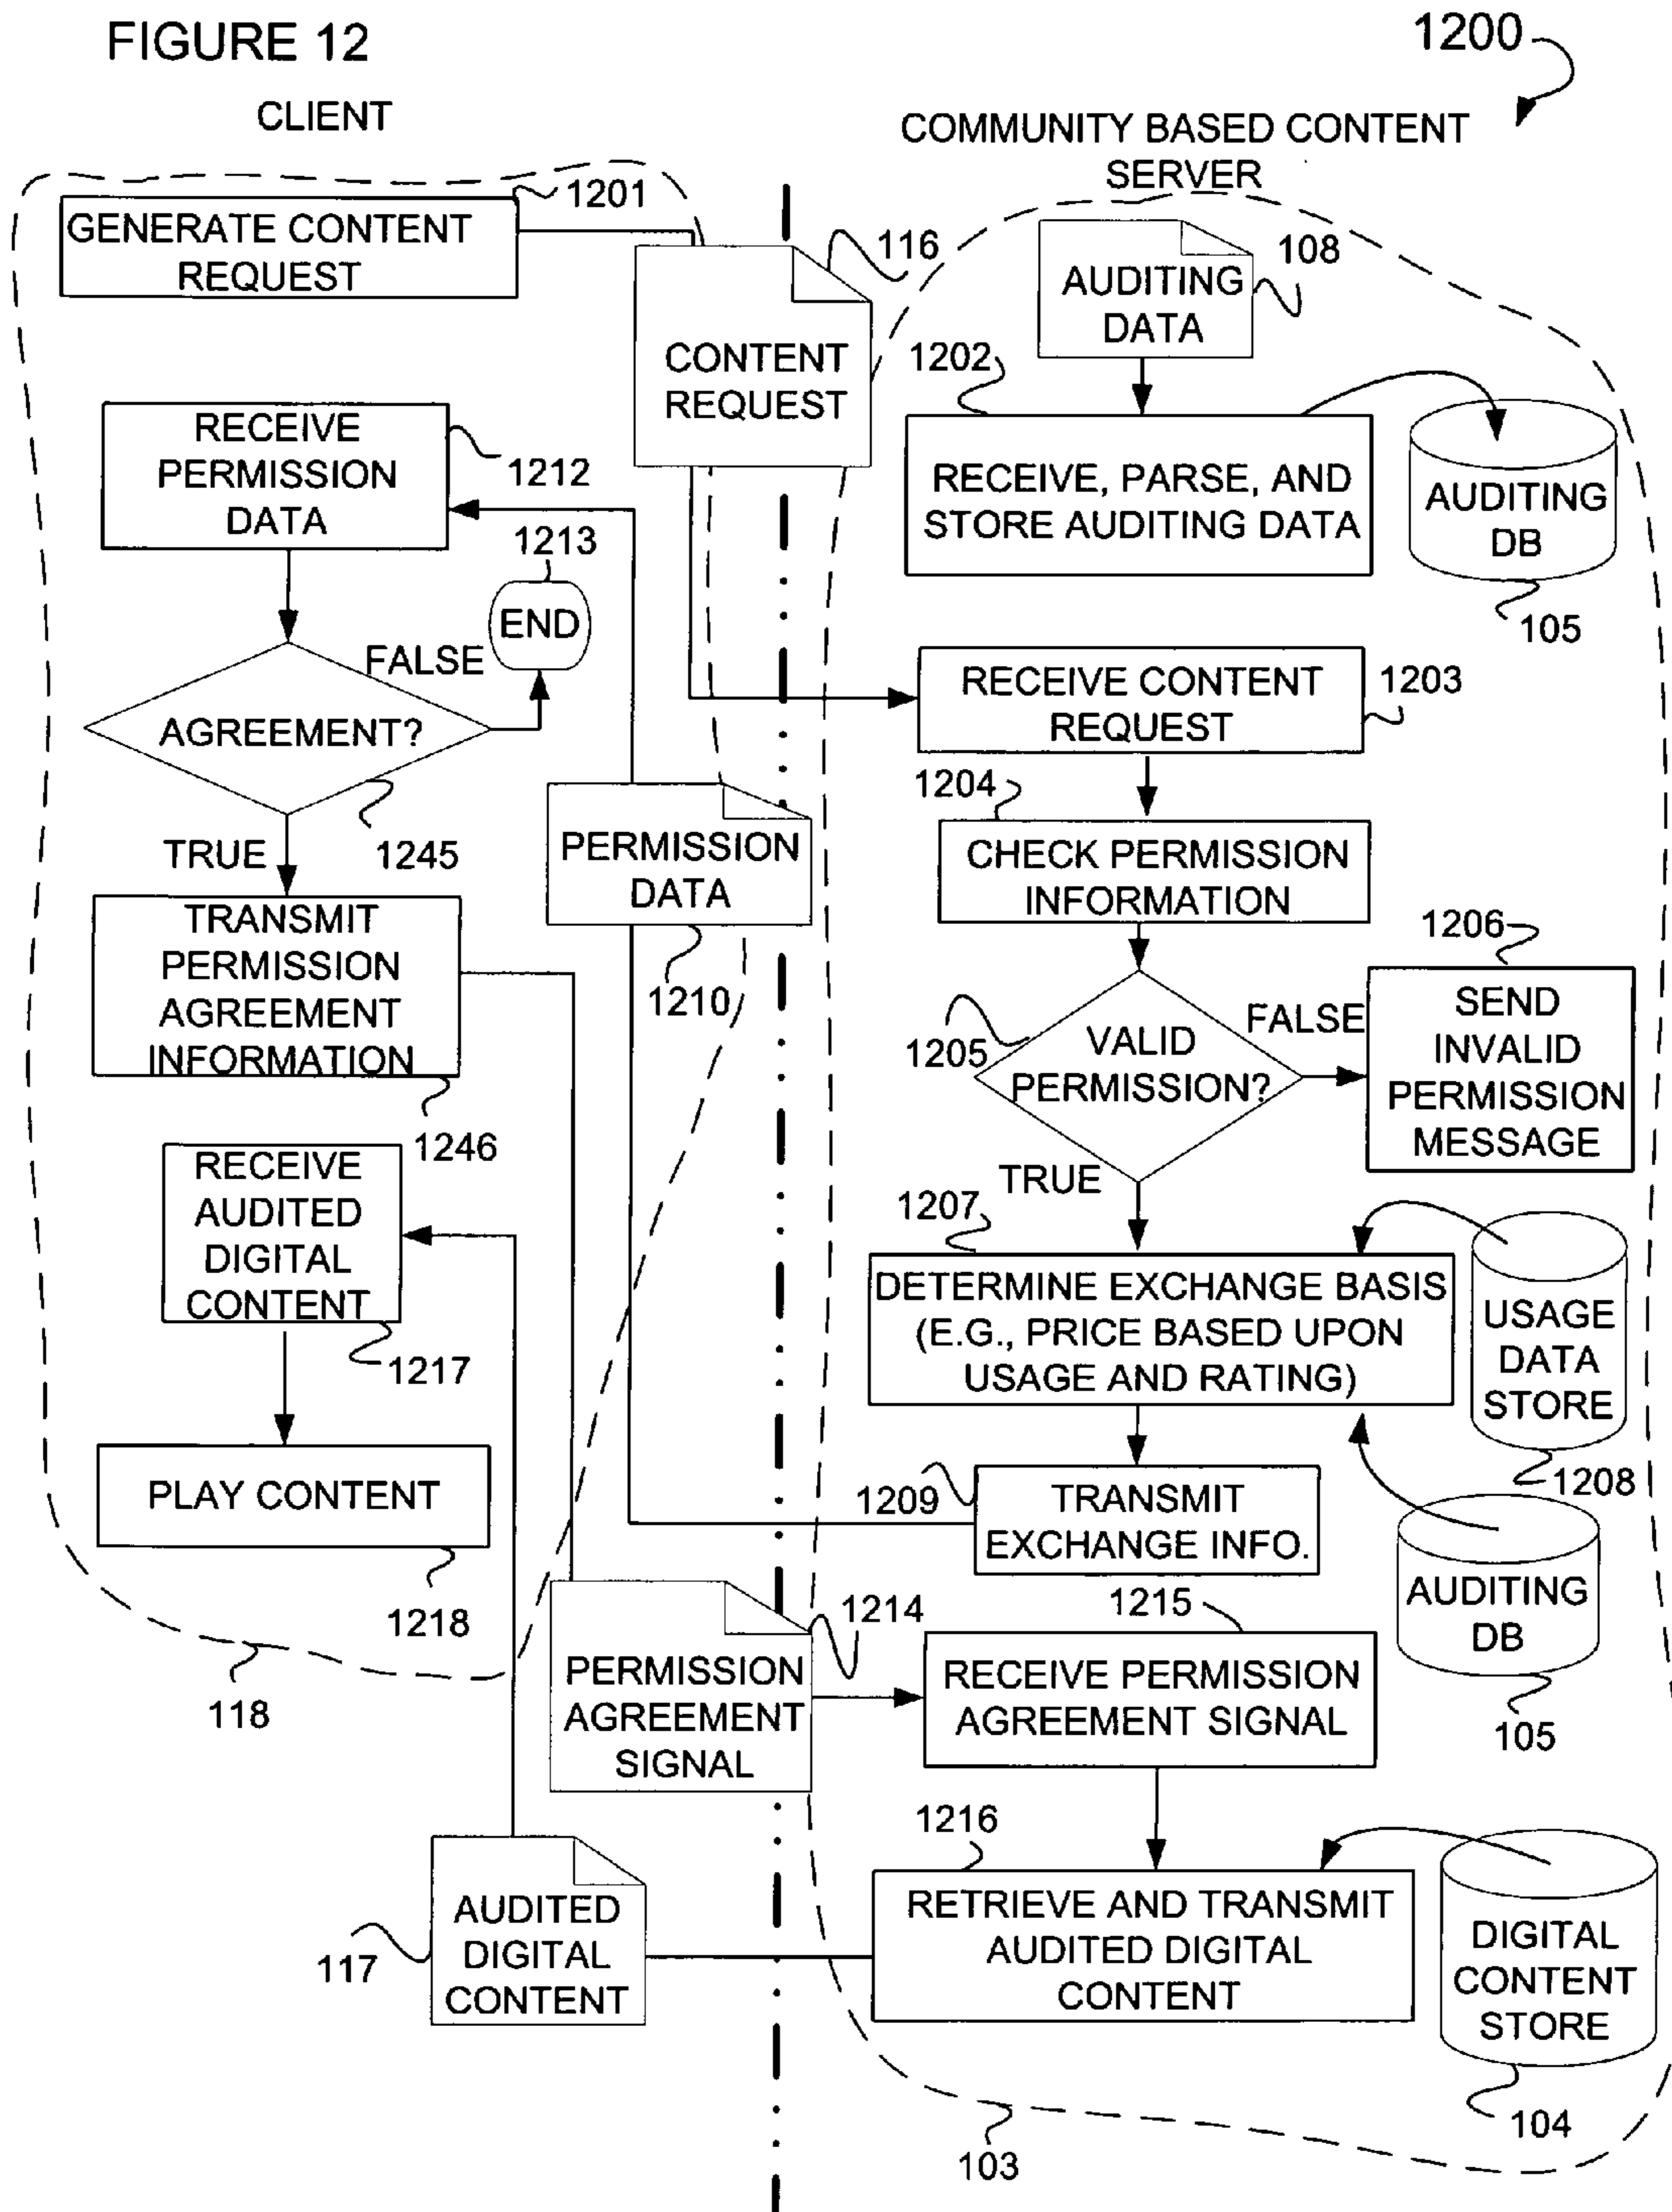 FIGURE 12
1200
CLIENT
COMMUNITY BASED CONTENT
SERVER
1201
GENERATE CONTENT
REQUEST
116
CONTENT
REQUEST
108
AUDITING
DATA
1202
RECEIVE, PARSE, AND
STORE AUDITING DATA
AUDITING
DB
105
RECEIVE
PERMISSION
DATA
1212
1213
END
FALSE
AGREEMENT?
1245
TRUE
RECEIVE CONTENT
REQUEST
1203
1204
CHECK PERMISSION
INFORMATION
PERMISSION
DATA
1210
TRANSMIT
PERMISSION
AGREEMENT
INFORMATION
1246
1205
VALID
PERMISSION?
FALSE
1206
SEND
INVALID
PERMISSION
MESSAGE
TRUE
1207
DETERMINE EXCHANGE BASIS
(E.G., PRICE BASED UPON
USAGE AND RATING)
USAGE
DATA
STORE
1208
RECEIVE
AUDITED
DIGITAL
CONTENT
1217
PLAY CONTENT
1218
1209
TRANSMIT
EXCHANGE INFO.
AUDITING
DB
105
118
1214
PERMISSION
AGREEMENT
SIGNAL
1215
RECEIVE PERMISSION
AGREEMENT SIGNAL
1216
RETRIEVE AND TRANSMIT
AUDITED DIGITAL
CONTENT
DIGITAL
CONTENT
STORE
104
117
AUDITED
DIGITAL
CONTENT
103